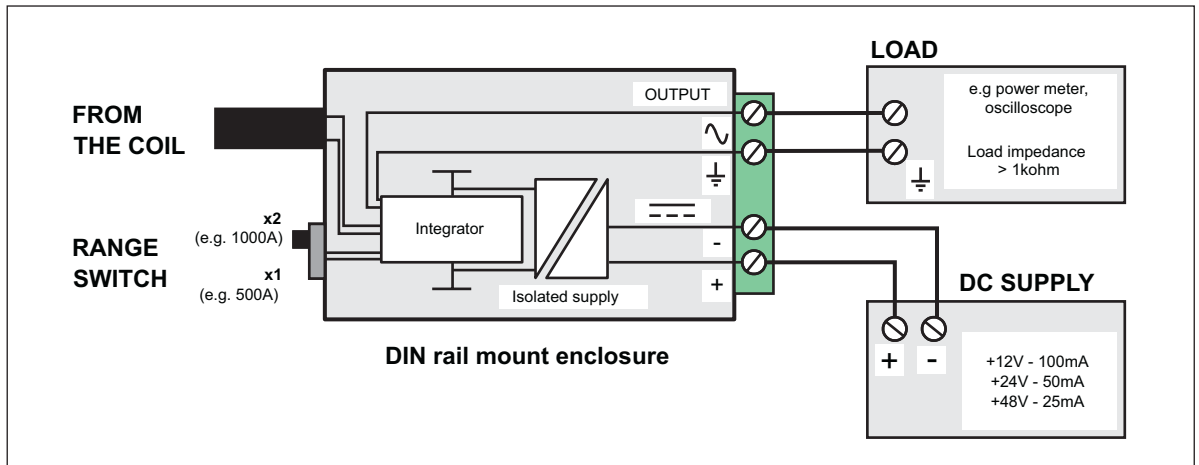 LOAD
OUTPUT
e.g power meter,
oscilloscope
Load impedance
> 1kohm
FROM
THE COIL
Integrator
x2
(e.g. 1000A)
RANGE
SWITCH
x1
(e.g. 500A)
-
+
Isolated supply
DIN rail mount enclosure
DC SUPPLY
+ -
+12V - 100mA
+24V - 50mA
+48V - 25mA